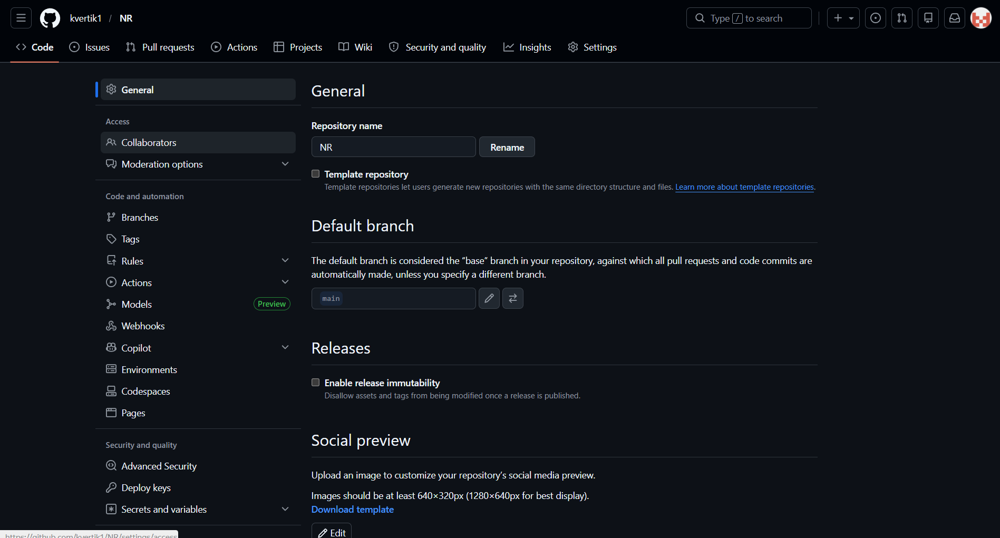 kvertik1 / NR
Type / to search
Code Issues Pull requests Actions Projects Wiki Security and quality Insights Settings
General
Access
Collaborators
Moderation options
Code and automation
Branches
Tags
Rules
Actions
Models Preview
Webhooks
Copilot
Environments
Codespaces
Pages
Security and quality
Advanced Security
Deploy keys
Secrets and variables
General
Repository name
NR Rename
Template repository
Template repositories let users generate new repositories with the same directory structure and files. Learn more about template repositories.
Default branch
The default branch is considered the “base” branch in your repository, against which all pull requests and code commits are
automatically made, unless you specify a different branch.
main
Releases
Enable release immutability
Disallow assets and tags from being modified once a release is published.
Social preview
Upload an image to customize your repository’s social media preview.
Images should be at least 640×320px (1280×640px for best display).
Download template
Edit
https://github.com/kvertik1/NR/settings/access